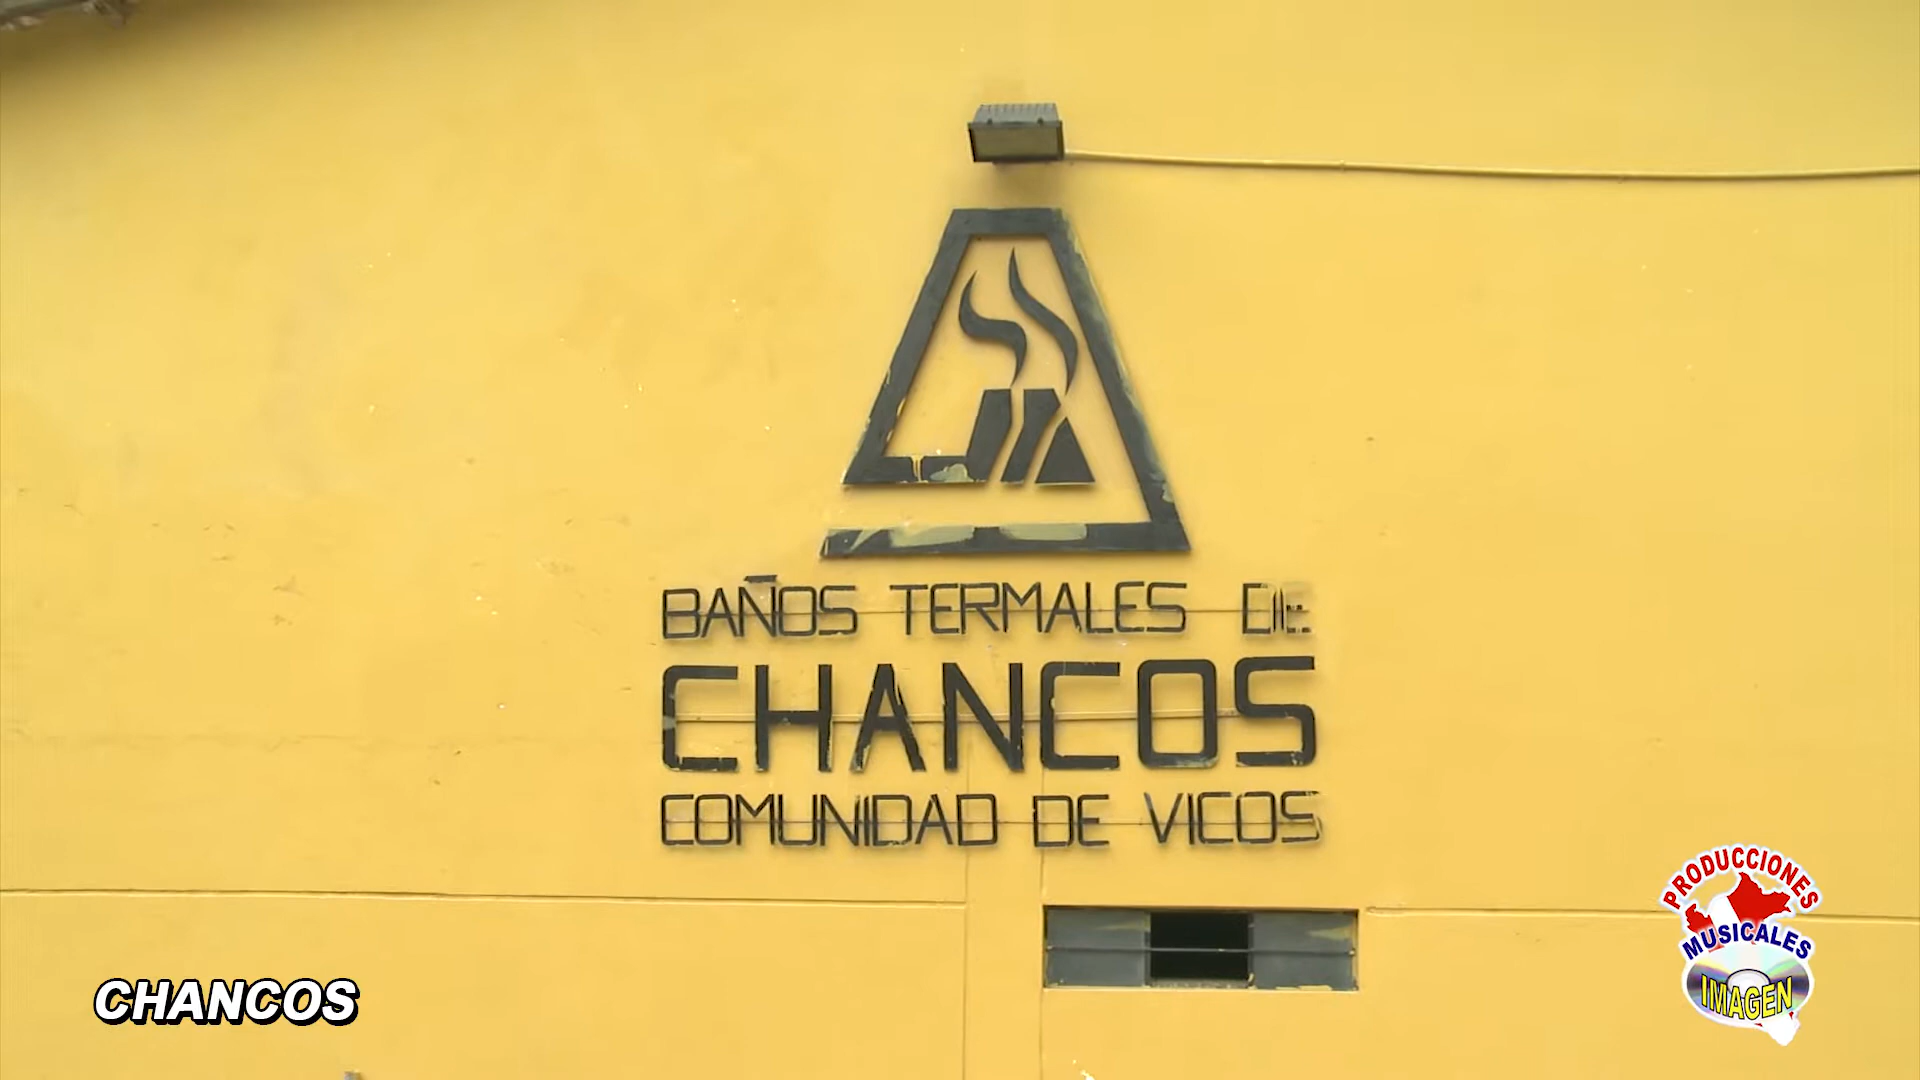 BAÑOS TERMALES DE
CHANCOS
COMUNIDAD DE VICOS
CHANCOS
PRODUCCIONES
MUSICALES
IMAGEN